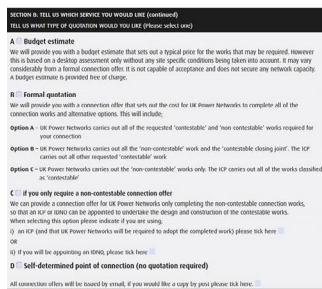 SECTION B: TELL US WHICH SERVICE YOU WOULD LIKE (continued)
TELL US WHAT TYPE OF QUOTATION WOULD YOU LIKE (Please select one)
A Budget estimate
We will provide you with a budget estimate that sets out a typical price for the works that may be required. However
this is based on a desktop assessment only without any site specific conditions being taken into account. It may vary
considerably from a formal connection offer. It is not capable of acceptance and does not secure any network capacity.
A budget estimate is provided free of charge.
B Formal quotation
We will provide you with a connection offer that sets out the cost for UK Power Networks to complete all of the
connection works and alternative options. This will include;
Option A – UK Power Networks carries out all of the requested 'contestable' and 'non-contestable' works required for
your connection
Option B – UK Power Networks carries out all the 'non-contestable' work and the 'contestable closing joint'. The ICP
carries out all other requested 'contestable' work
Option C – UK Power Networks carries out the 'non-contestable' works only. The ICP carries out all of the works classified
as 'contestable'
C if you only require a non-contestable connection offer
We can provide a connection offer for UK Power Networks only completing the non-contestable connection works,
so that an ICP or IDNO can be appointed to undertake the design and construction of the contestable works.
When selecting this option please indicate if you are using,
i) an ICP (and that UK Power Networks will be required to adopt the completed work) please tick here
OR
ii) If you will be appointing an IDNO, please tick here
D Self-determined point of connection (no quotation required)
All connection offers will be issued by email, if you would like a copy by post please tick here.